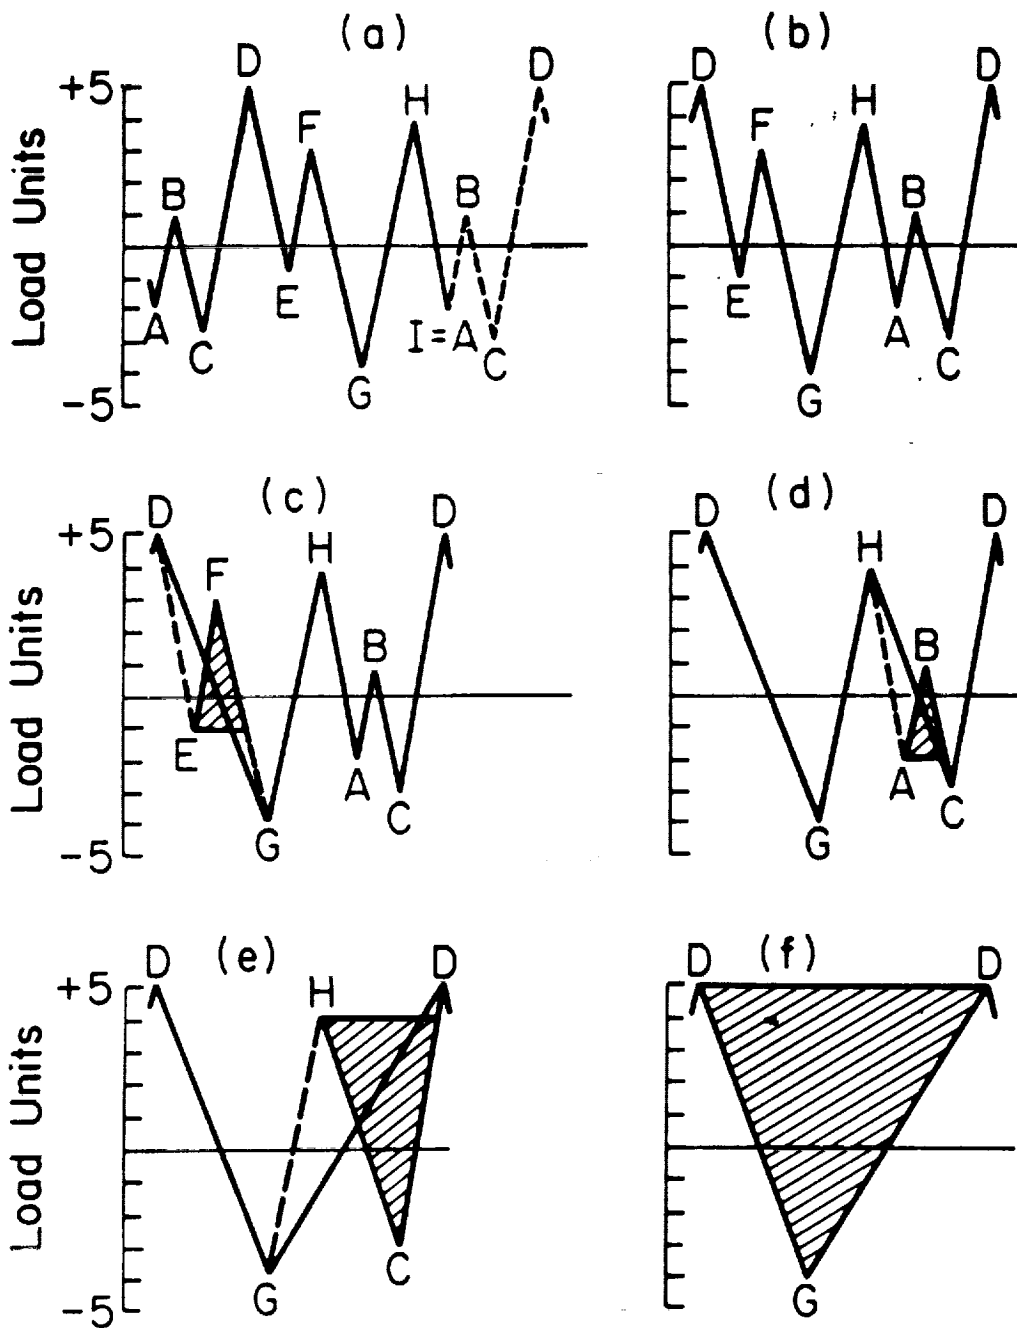 (a) (b)
D D D D
+5
H H
F F
B B B
Load Units
A E I=A E A
C C C
G G
-5
(c) (d)
D D D D
+5
H H
F
B B
Load Units
E A A
C C
G G
-5
(e) (f)
D D D D
+5 H
Load Units
C
G G
-5